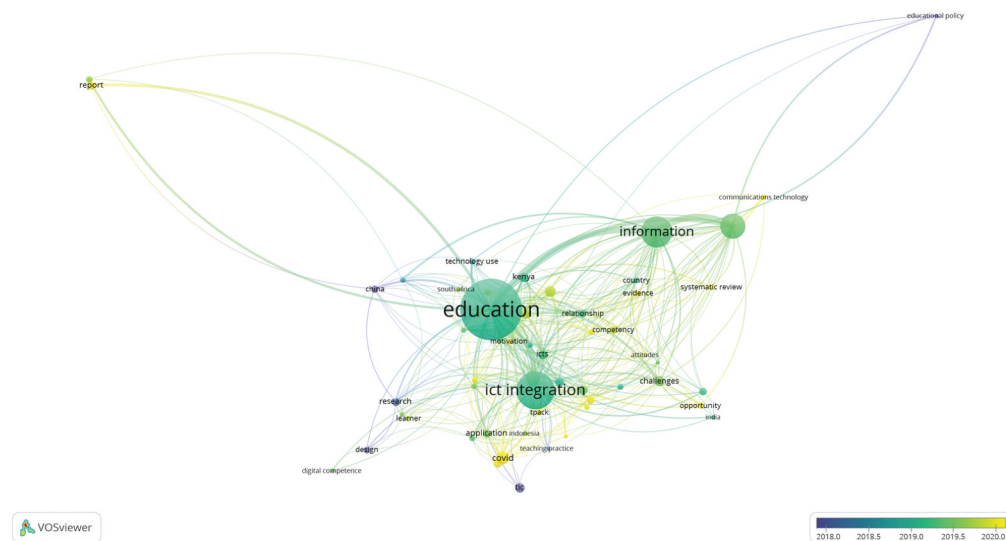 educational policy
report
communications technology
information
technology use
kenya
country
china
south africa
evidence
systematic review
education
relationship
competency
motivation
icts
attitudes
challenges
ict integration
research
tpack
opportunity
learner
india
application
indonesia
design
teaching practice
covid
digital competence
tic
VOSviewer
2018.0 2018.5 2019.0 2019.5 2020.0